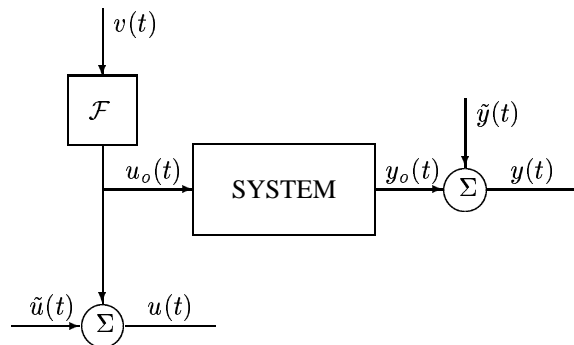 v(t)
ℱ
ỹ(t)
u_o(t)
SYSTEM
y_o(t)
Σ
y(t)
ũ(t)
Σ
u(t)